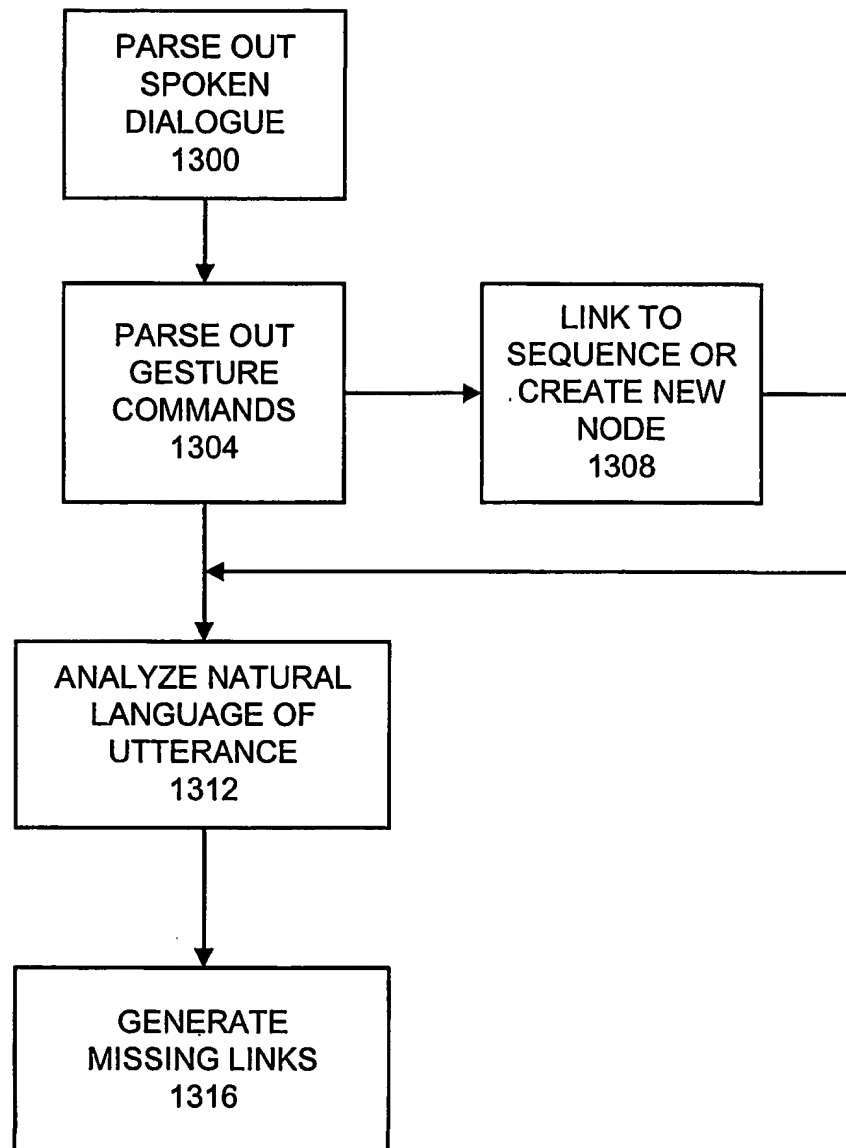 PARSE OUT
SPOKEN
DIALOGUE
1300
PARSE OUT
GESTURE
COMMANDS
1304
LINK TO
SEQUENCE OR
CREATE NEW
NODE
1308
ANALYZE NATURAL
LANGUAGE OF
UTTERANCE
1312
GENERATE
MISSING LINKS
1316